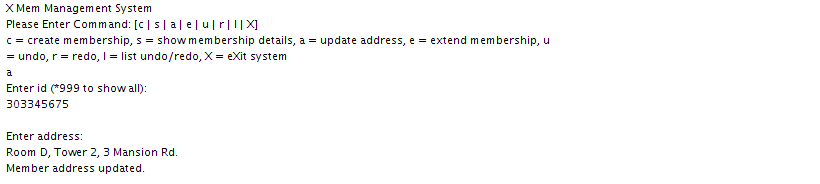 X Mem Management System
Please Enter Command: [c | s | a | e | u | r | l | X]
c = create membership, s = show membership details, a = update address, e = extend membership, u
= undo, r = redo, l = list undo/redo, X = eXit system
a
Enter id (*999 to show all):
303345675
Enter address:
Room D, Tower 2, 3 Mansion Rd.
Member address updated.